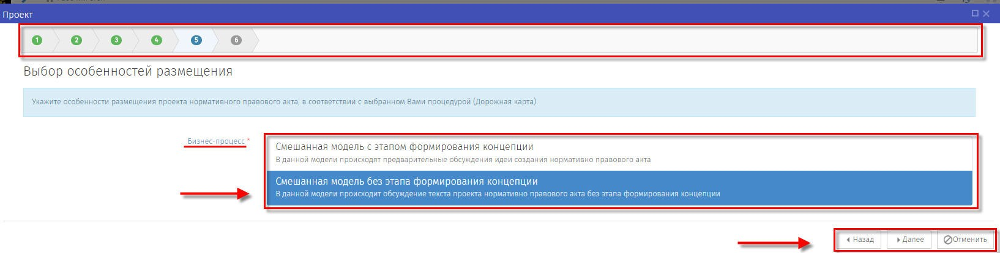 Проект
1 2 3 4 5 6
Выбор особенностей размещения
Укажите особенности размещения проекта нормативного правового акта, в соответствии с выбранном Вами процедурой (Дорожная карта).
Бизнес-процесс *
Смешанная модель с этапом формирования концепции
В данной модели происходят предварительные обсуждения идеи создания нормативно правового акта
Смешанная модель без этапа формирования концепции
В данной модели происходит обсуждение текста проекта нормативно правового акта без этапа формирования концепции
Назад Далее Отменить